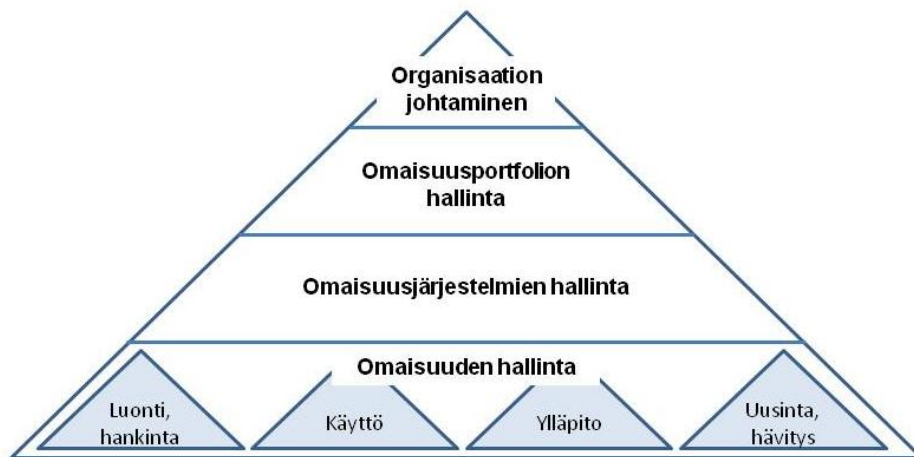 Organisaation
johtaminen
Omaisuusportfolion
hallinta
Omaisuusjärjestelmien hallinta
Omaisuuden hallinta
Luonti,
hankinta
Käyttö
Ylläpito
Uusinta,
hävitys